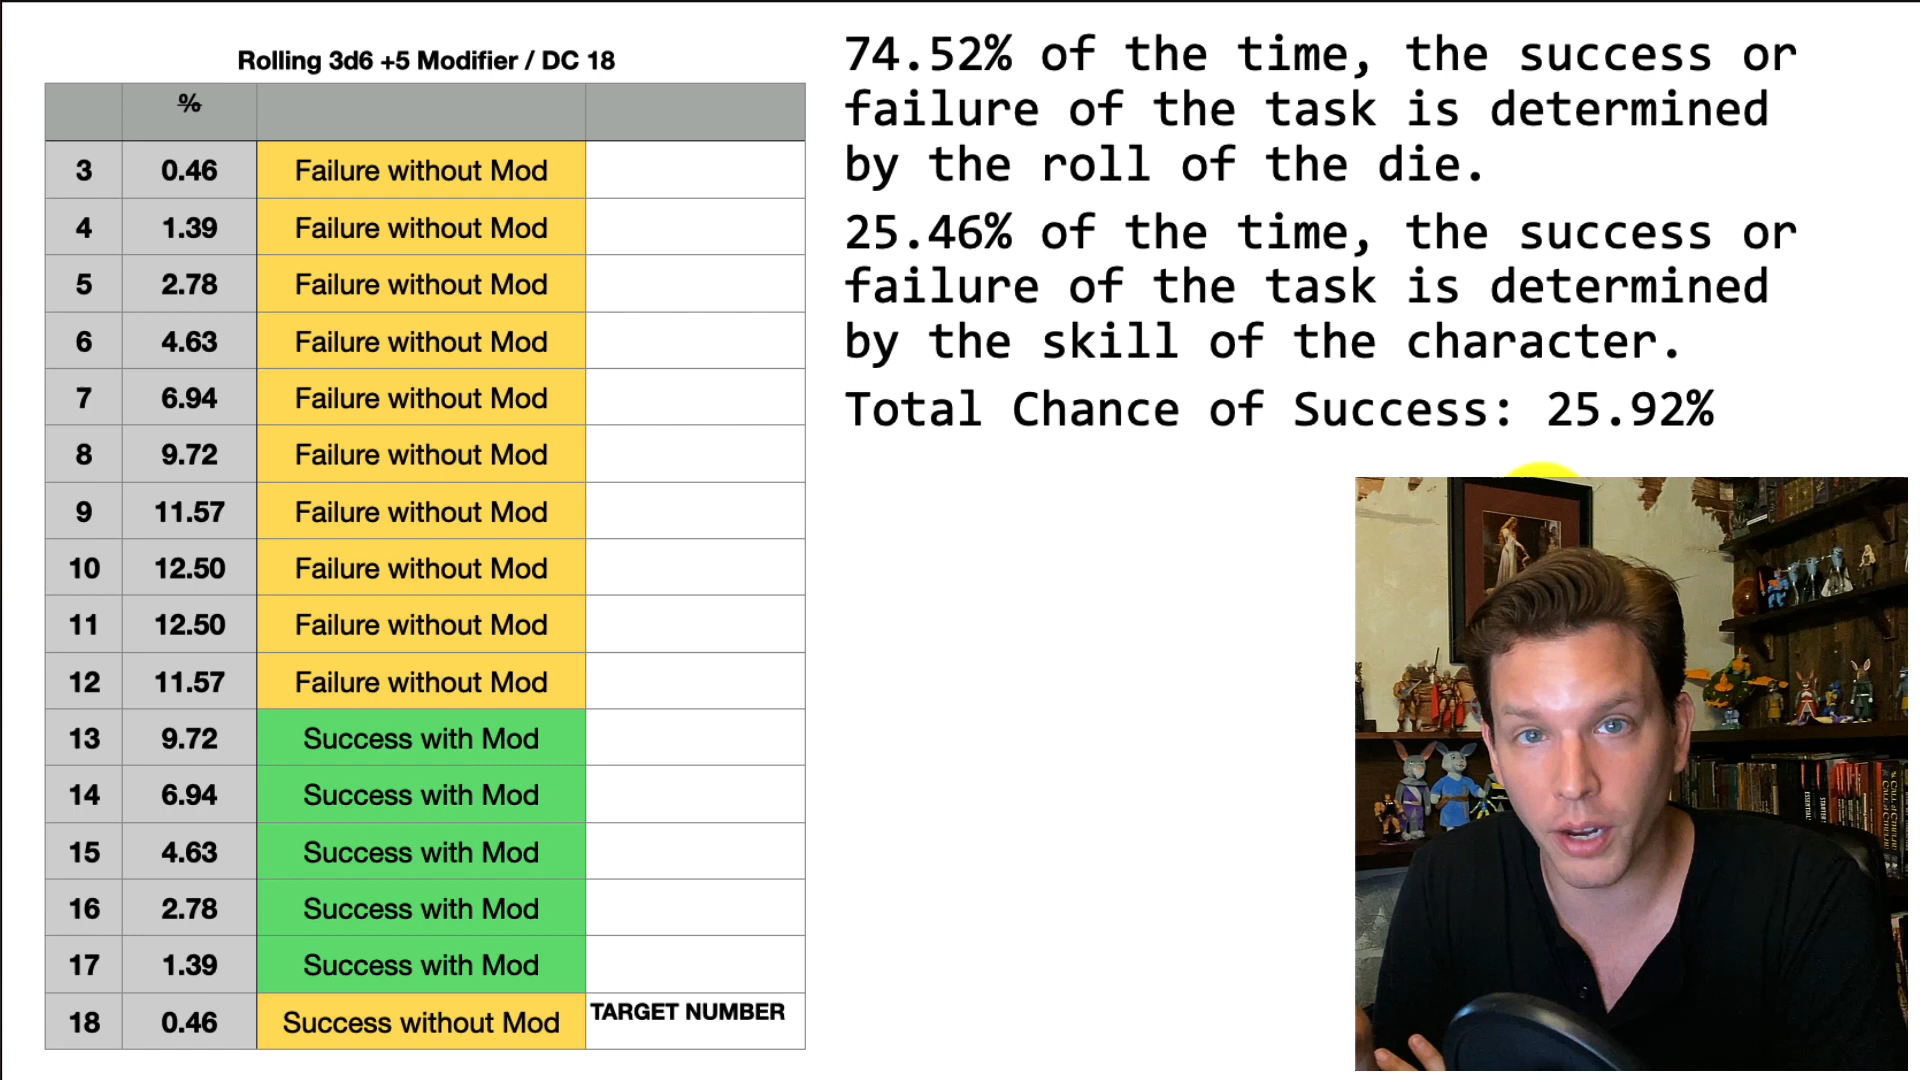 Rolling 3d6 +5 Modifier / DC 18
%
3 0.46 Failure without Mod
4 1.39 Failure without Mod
5 2.78 Failure without Mod
6 4.63 Failure without Mod
7 6.94 Failure without Mod
8 9.72 Failure without Mod
9 11.57 Failure without Mod
10 12.50 Failure without Mod
11 12.50 Failure without Mod
12 11.57 Failure without Mod
13 9.72 Success with Mod
14 6.94 Success with Mod
15 4.63 Success with Mod
16 2.78 Success with Mod
17 1.39 Success with Mod
18 0.46 Success without Mod TARGET NUMBER
74.52% of the time, the success or
failure of the task is determined
by the roll of the die.
25.46% of the time, the success or
failure of the task is determined
by the skill of the character.
Total Chance of Success: 25.92%